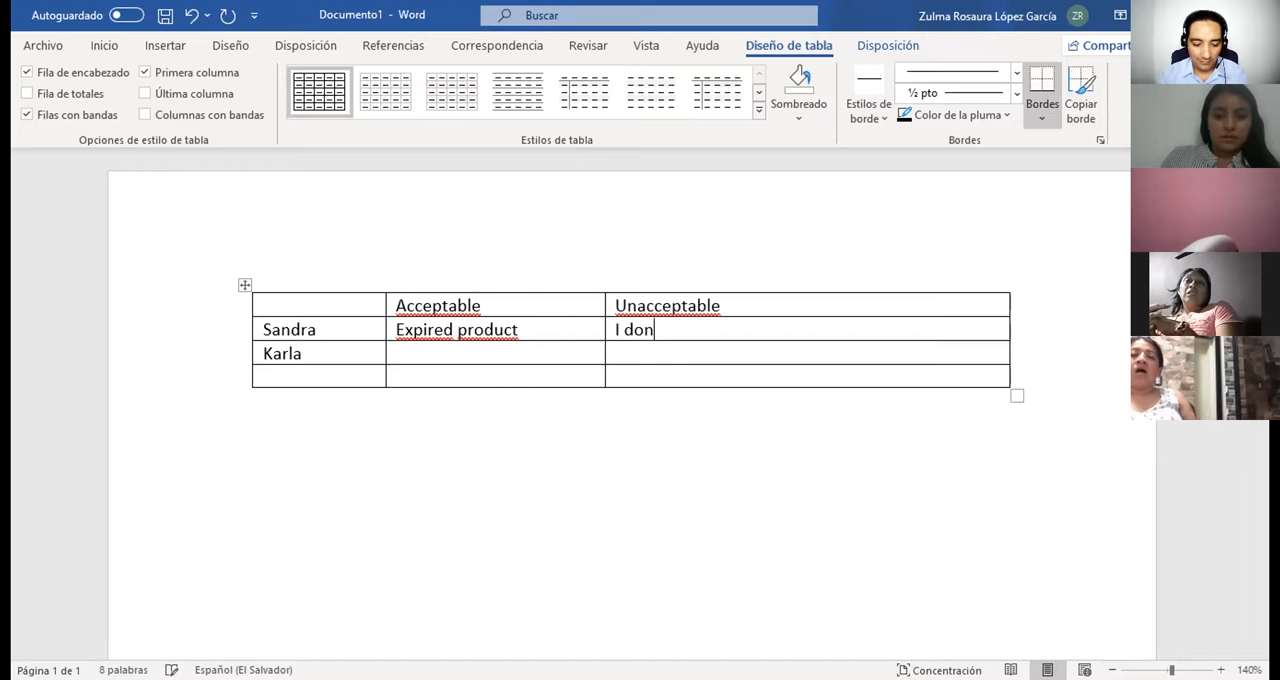 Autoguardado
Documento1 - Word
Buscar
Zulma Rosaura López García
ZR
Archivo Inicio Insertar Diseño Disposición Referencias Correspondencia Revisar Vista Ayuda Diseño de tabla Disposición Compart
Fila de encabezado Primera columna
Fila de totales Última columna
Filas con bandas Columnas con bandas
Opciones de estilo de tabla
Estilos de tabla
Sombreado
Estilos de borde
½ pto
Color de la pluma
Bordes
Copiar borde
Bordes
Acceptable Unacceptable
Sandra Expired product I don
Karla
Página 1 de 1 8 palabras Español (El Salvador) Concentración 140%